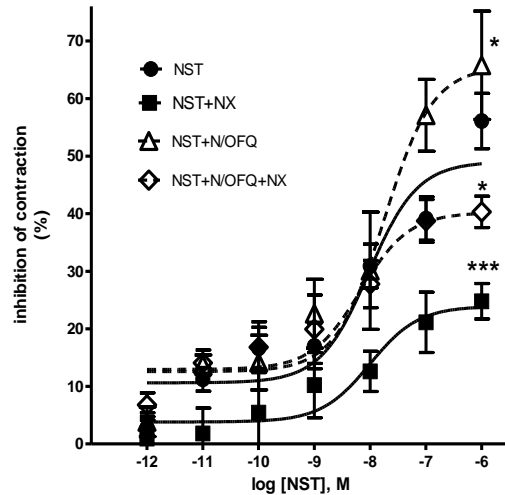 70
60
50
40
30
20
10
0
inhibition of contraction
(%)
NST
NST+NX
NST+N/OFQ
NST+N/OFQ+NX
*
*
***
-12 -11 -10 -9 -8 -7 -6
log [NST], M